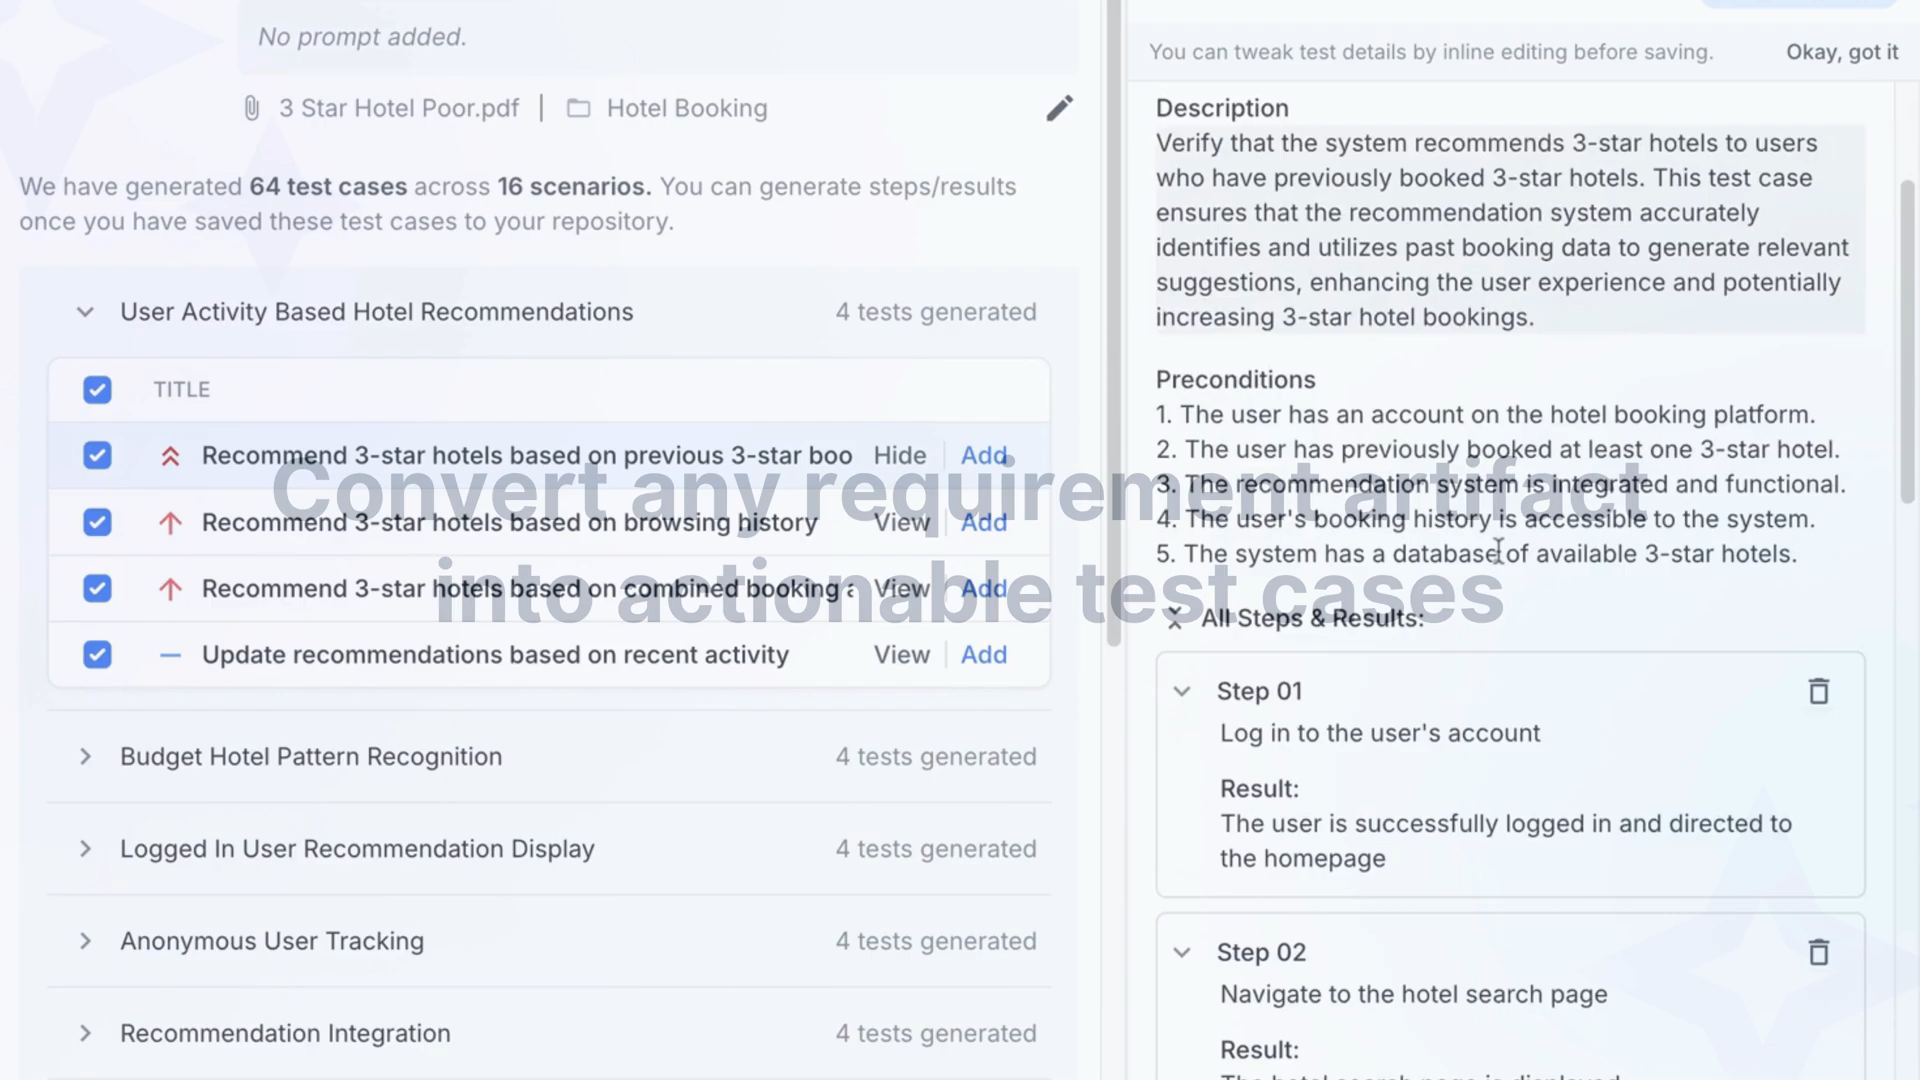 No prompt added.
3 Star Hotel Poor.pdf | Hotel Booking
We have generated 64 test cases across 16 scenarios. You can generate steps/results
once you have saved these test cases to your repository.
User Activity Based Hotel Recommendations 4 tests generated
TITLE
Recommend 3-star hotels based on previous 3-star boo Hide Add
Recommend 3-star hotels based on browsing history View Add
Recommend 3-star hotels based on combined booking a View Add
Update recommendations based on recent activity View Add
Budget Hotel Pattern Recognition 4 tests generated
Logged In User Recommendation Display 4 tests generated
Anonymous User Tracking 4 tests generated
Recommendation Integration 4 tests generated
Convert any requirement artifact
into actionable test cases
You can tweak test details by inline editing before saving. Okay, got it
Description
Verify that the system recommends 3-star hotels to users
who have previously booked 3-star hotels. This test case
ensures that the recommendation system accurately
identifies and utilizes past booking data to generate relevant
suggestions, enhancing the user experience and potentially
increasing 3-star hotel bookings.
Preconditions
1. The user has an account on the hotel booking platform.
2. The user has previously booked at least one 3-star hotel.
3. The recommendation system is integrated and functional.
4. The user's booking history is accessible to the system.
5. The system has a database of available 3-star hotels.
All Steps & Results:
Step 01
Log in to the user's account
Result:
The user is successfully logged in and directed to
the homepage
Step 02
Navigate to the hotel search page
Result:
The hotel search page is displayed